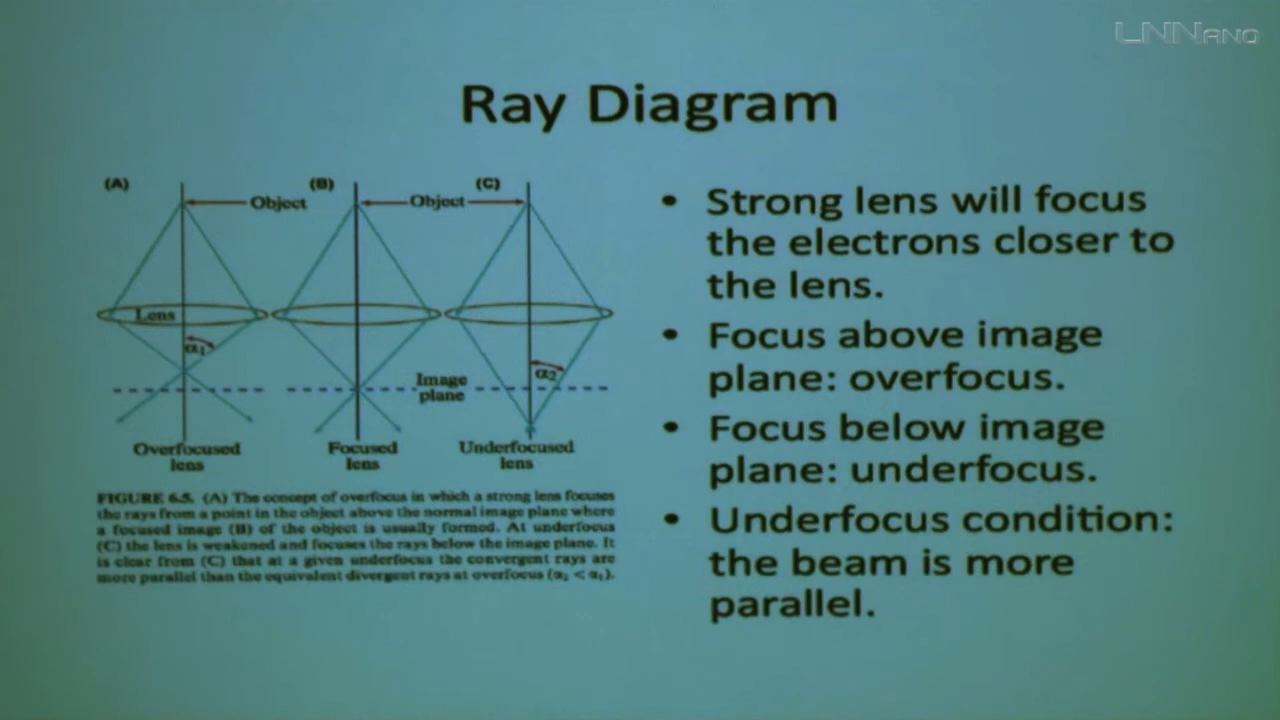 LNNano
Ray Diagram
(A)
(B)
(C)
Object
Object
Lens
α1
α2
Image
plane
Overfocused
lens
Focused
lens
Underfocused
lens
FIGURE 6.5. (A) The concept of overfocus in which a strong lens focuses
the rays from a point in the object above the normal image plane where
a focused image (B) of the object is usually formed. At underfocus
(C) the lens is weakened and focuses the rays below the image plane. It
is clear from (C) that at a given underfocus the convergent rays are
more parallel than the equivalent divergent rays at overfocus (α2 < α1).
• Strong lens will focus
the electrons closer to
the lens.
• Focus above image
plane: overfocus.
• Focus below image
plane: underfocus.
• Underfocus condition:
the beam is more
parallel.